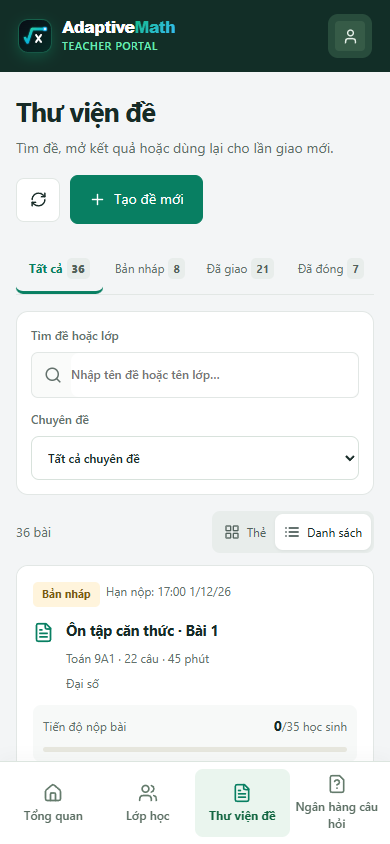 AdaptiveMath
TEACHER PORTAL
Thư viện đề
Tìm đề, mở kết quả hoặc dùng lại cho lần giao mới.
Tạo đề mới
Tất cả 36 Bản nháp 8 Đã giao 21 Đã đóng 7
Tìm đề hoặc lớp
Nhập tên đề hoặc tên lớp...
Chuyên đề
Tất cả chuyên đề
36 bài Thẻ Danh sách
Bản nháp Hạn nộp: 17:00 1/12/26
Ôn tập căn thức · Bài 1
Toán 9A1 · 22 câu · 45 phút
Đại số
Tiến độ nộp bài 0/35 học sinh
Tổng quan Lớp học Thư viện đề Ngân hàng câu hỏi